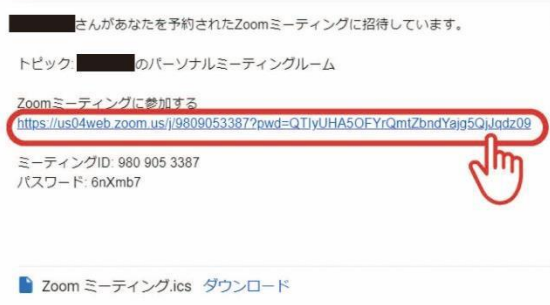 さんがあなたを予約されたZoomミーティングに招待しています。
トピック: のパーソナルミーティングルーム
Zoomミーティングに参加する
https://us04web.zoom.us/j/9809053387?pwd=QTlyUHA5OFYrQmtZbndYajg5QjJqdz09
ミーティングID: 980 905 3387
パスワード: 6nXmb7
Zoom ミーティング.ics ダウンロード